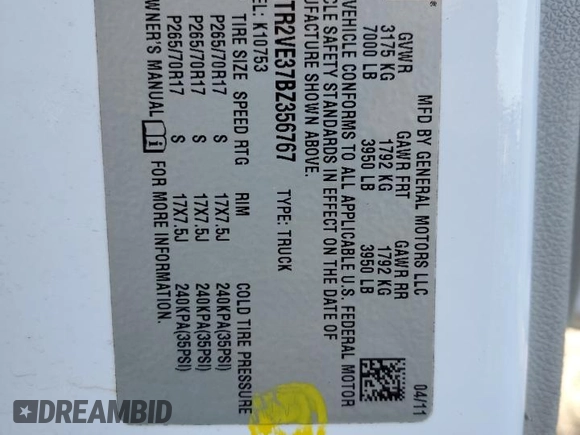 MFD BY GENERAL MOTORS LLC
04/11
GVWR GAWR FRT GAWR RR
3175 KG 1792 KG 1792 KG
7000 LB 3950 LB 3950 LB
VEHICLE CONFORMS TO ALL APPLICABLE U.S. FEDERAL MOTOR
CLE SAFETY STANDARDS IN EFFECT ON THE DATE OF
UFACTURE SHOWN ABOVE.
TR2VE37BZ356767 TYPE: TRUCK
EL: K10753
TIRE SIZE SPEED RTG RIM COLD TIRE PRESSURE
P265/70R17 S 17X7.5J 240KPA(35PSI)
P265/70R17 S 17X7.5J 240KPA(35PSI)
P265/70R17 S 17X7.5J 240KPA(35PSI)
OWNER'S MANUAL FOR MORE INFORMATION.
DREAMBID